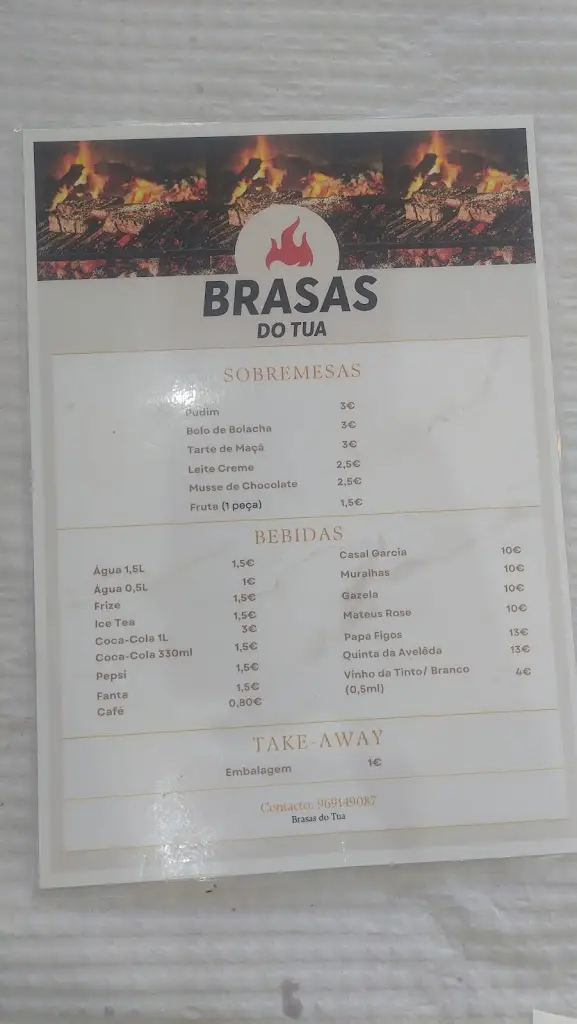 BRASAS
DO TUA
SOBREMESAS
Pudim 3€
Bolo de Bolacha 3€
Tarte de Maçã 3€
Leite Creme 2,5€
Musse de Chocolate 2,5€
Fruta (1 peça) 1,5€
BEBIDAS
Água 1,5L 1,5€
Água 0,5L 1€
Frize 1,5€
Ice Tea 1,5€
Coca-Cola 1L 3€
Coca-Cola 330ml 1,5€
Pepsi 1,5€
Fanta 1,5€
Café 0,80€
Casal Garcia 10€
Muralhas 10€
Gazela 10€
Mateus Rose 10€
Papa Figos 13€
Quinta da Avelêda 13€
Vinho da Tinto/ Branco 4€
(0,5ml)
TAKE-AWAY
Embalagem 1€
Contacto: 969149087
Brasas do Tua